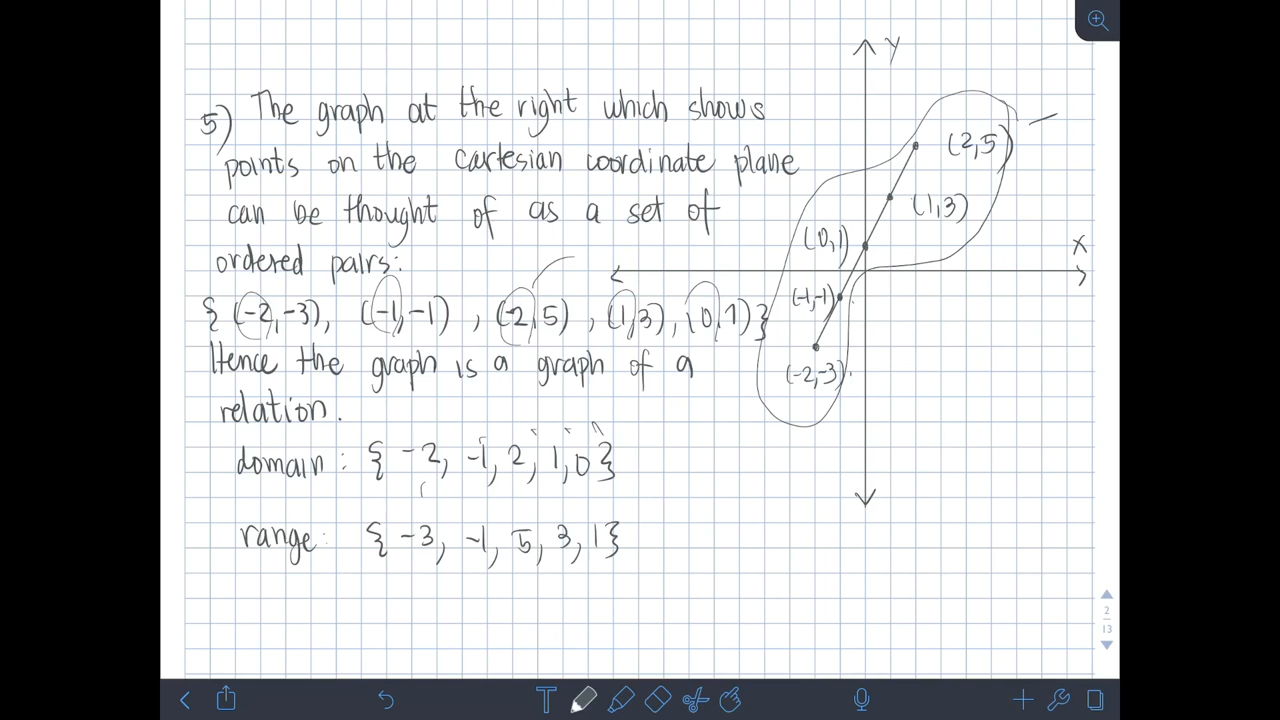 5) The graph at the right which shows
points on the cartesian coordinate plane
can be thought of as a set of
ordered pairs:
{ (-2,-3), (-1,-1) , (-2,5) , (1,3), (0,1) }
Hence the graph is a graph of a
relation.
domain : { -2, -1, 2, 1, 0 }
range: { -3, -1, 5, 3, 1 }
Y
(2,5)
(1,3)
(0,1)
X
(-1,-1)
(-2,-3)
2
13
T